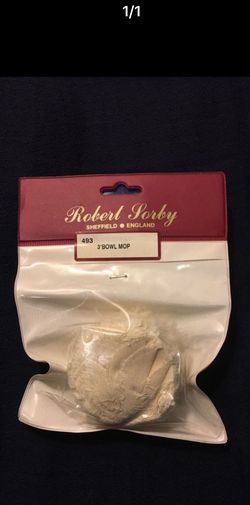 1/1
Robert Sorby
SHEFFIELD ● ENGLAND
493
3"BOWL MOP